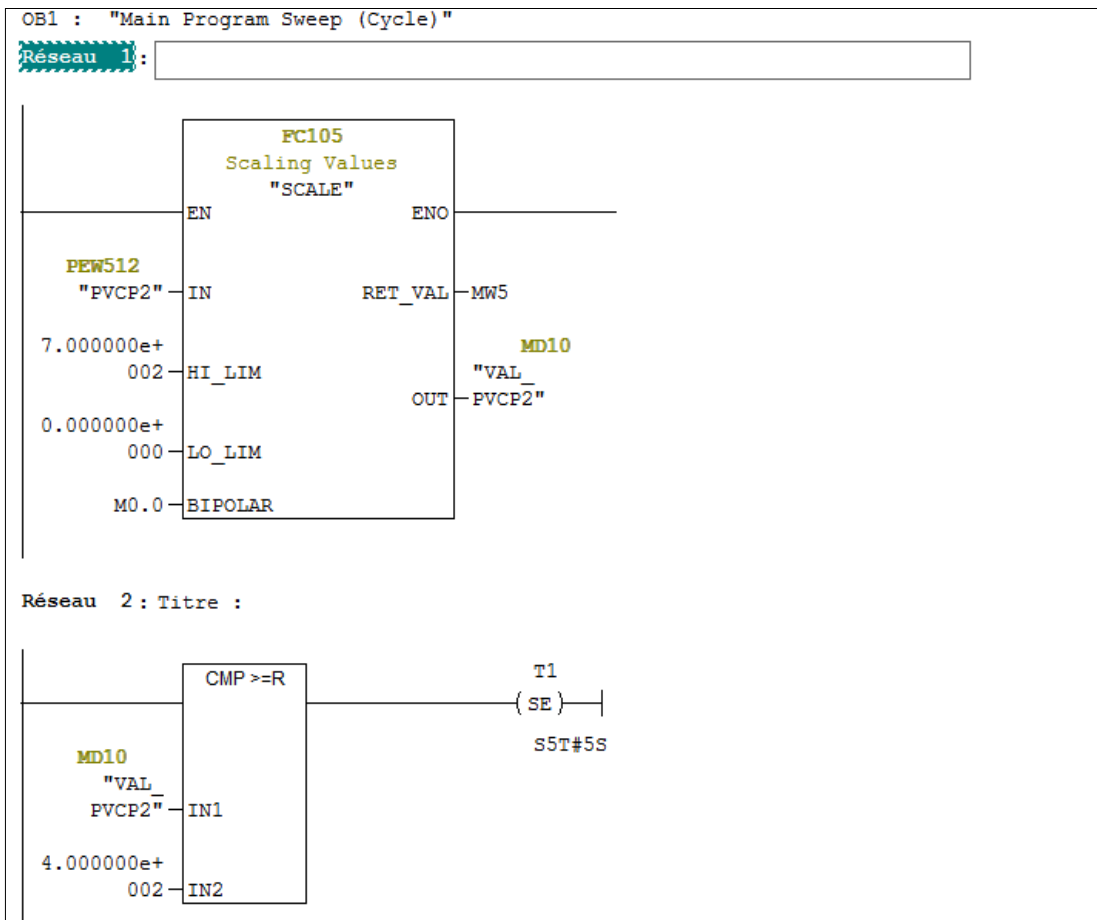 OB1 : "Main Program Sweep (Cycle)"
Réseau 1:
FC105
Scaling Values
"SCALE"
EN ENO
PEW512
"PVCP2" IN RET_VAL MW5
7.000000e+ MD10
002 HI_LIM "VAL_
OUT PVCP2"
0.000000e+
000 LO_LIM
M0.0 BIPOLAR
Réseau 2: Titre :
CMP >=R T1
SE
S5T#5S
MD10
"VAL_
PVCP2" IN1
4.000000e+
002 IN2